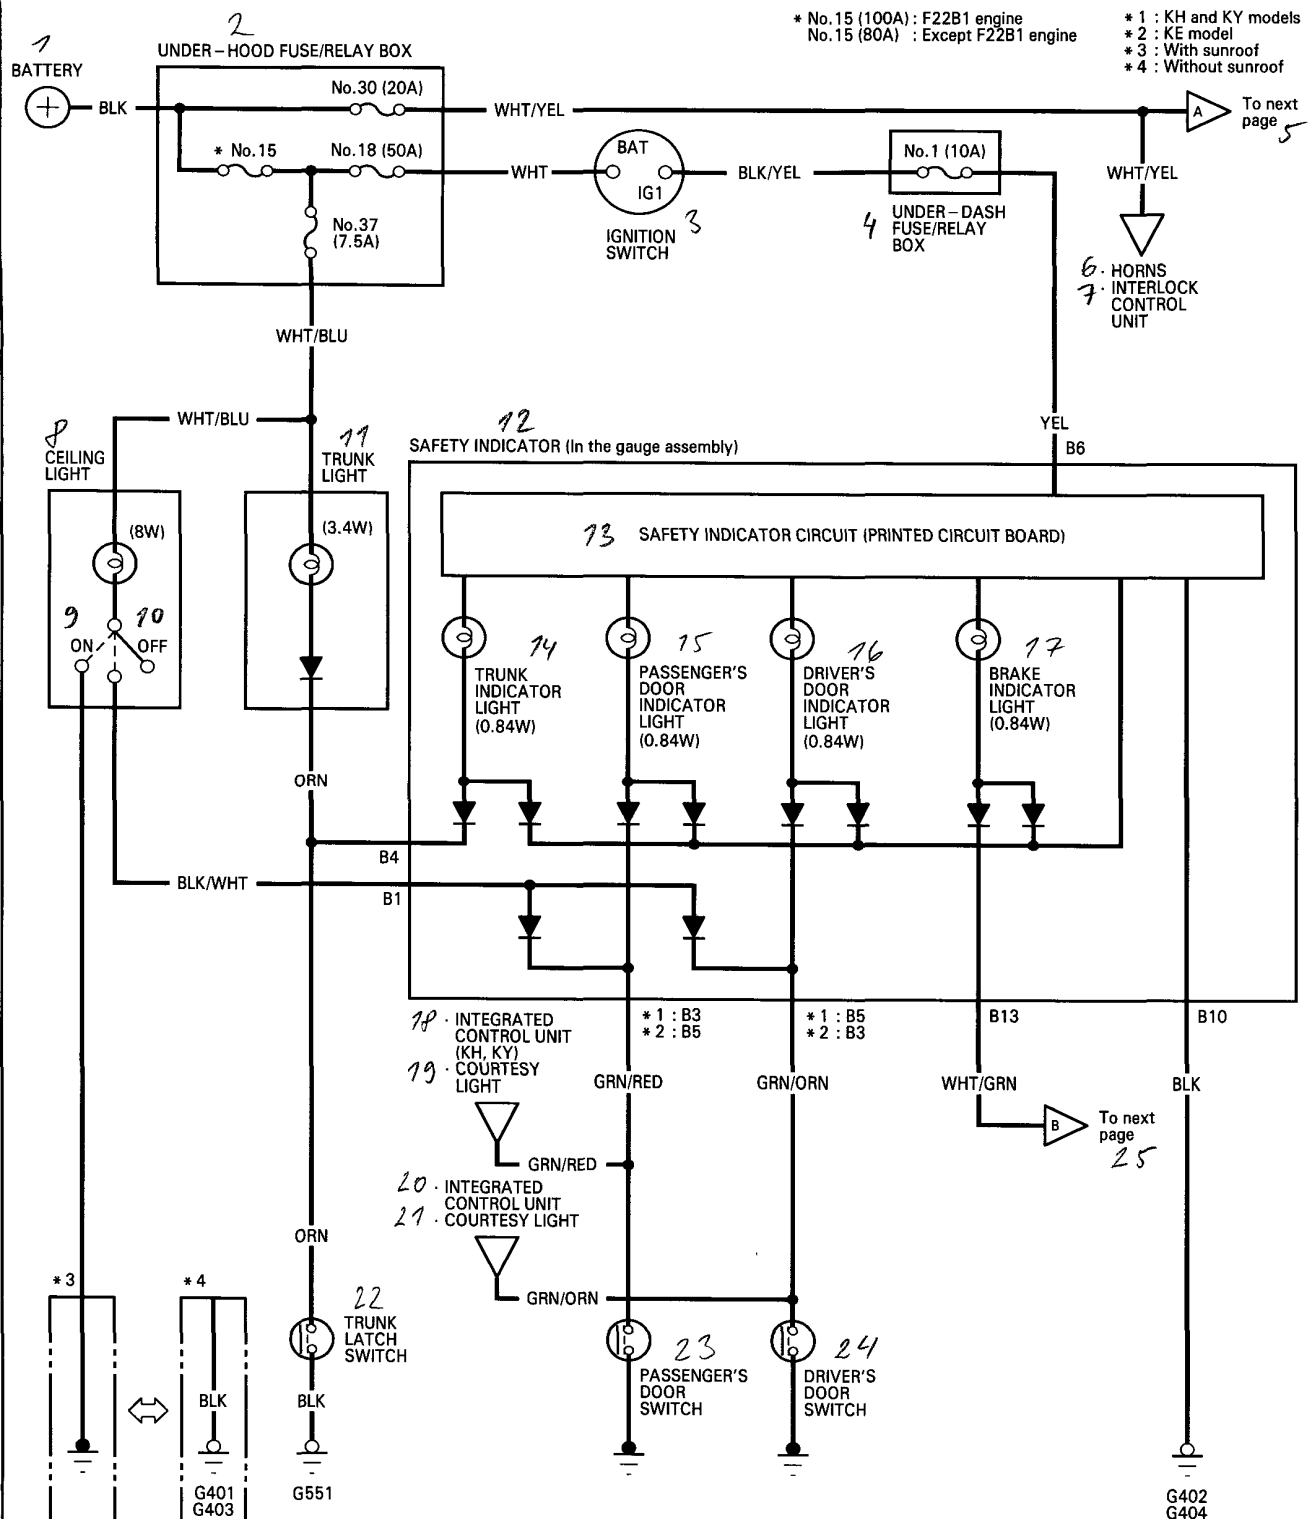 * No.15 (100A) : F22B1 engine
No.15 (80A) : Except F22B1 engine
* 1 : KH and KY models
* 2 : KE model
* 3 : With sunroof
* 4 : Without sunroof
1
BATTERY
2
UNDER-HOOD FUSE/RELAY BOX
+
BLK
No.30 (20A)
WHT/YEL
A
To next
page
5
* No.15
No.18 (50A)
WHT
BAT
IG1
3
IGNITION
SWITCH
BLK/YEL
No.1 (10A)
4
UNDER-DASH
FUSE/RELAY
BOX
WHT/YEL
No.37
(7.5A)
6 · HORNS
7 · INTERLOCK
CONTROL
UNIT
WHT/BLU
WHT/BLU
YEL
B6
8
CEILING
LIGHT
11
TRUNK
LIGHT
12
SAFETY INDICATOR (In the gauge assembly)
(8W)
(3.4W)
13 SAFETY INDICATOR CIRCUIT (PRINTED CIRCUIT BOARD)
9
10
ON
OFF
14
TRUNK
INDICATOR
LIGHT
(0.84W)
15
PASSENGER'S
DOOR
INDICATOR
LIGHT
(0.84W)
16
DRIVER'S
DOOR
INDICATOR
LIGHT
(0.84W)
17
BRAKE
INDICATOR
LIGHT
(0.84W)
ORN
B4
BLK/WHT
B1
18 · INTEGRATED
CONTROL UNIT
(KH, KY)
19 · COURTESY
LIGHT
* 1 : B3
* 2 : B5
* 1 : B5
* 2 : B3
B13
B10
GRN/RED
GRN/ORN
WHT/GRN
BLK
B
To next
page
25
GRN/RED
20 · INTEGRATED
CONTROL UNIT
21 · COURTESY LIGHT
ORN
GRN/ORN
* 3
* 4
22
TRUNK
LATCH
SWITCH
23
PASSENGER'S
DOOR
SWITCH
24
DRIVER'S
DOOR
SWITCH
BLK
BLK
G401
G403
G551
G402
G404